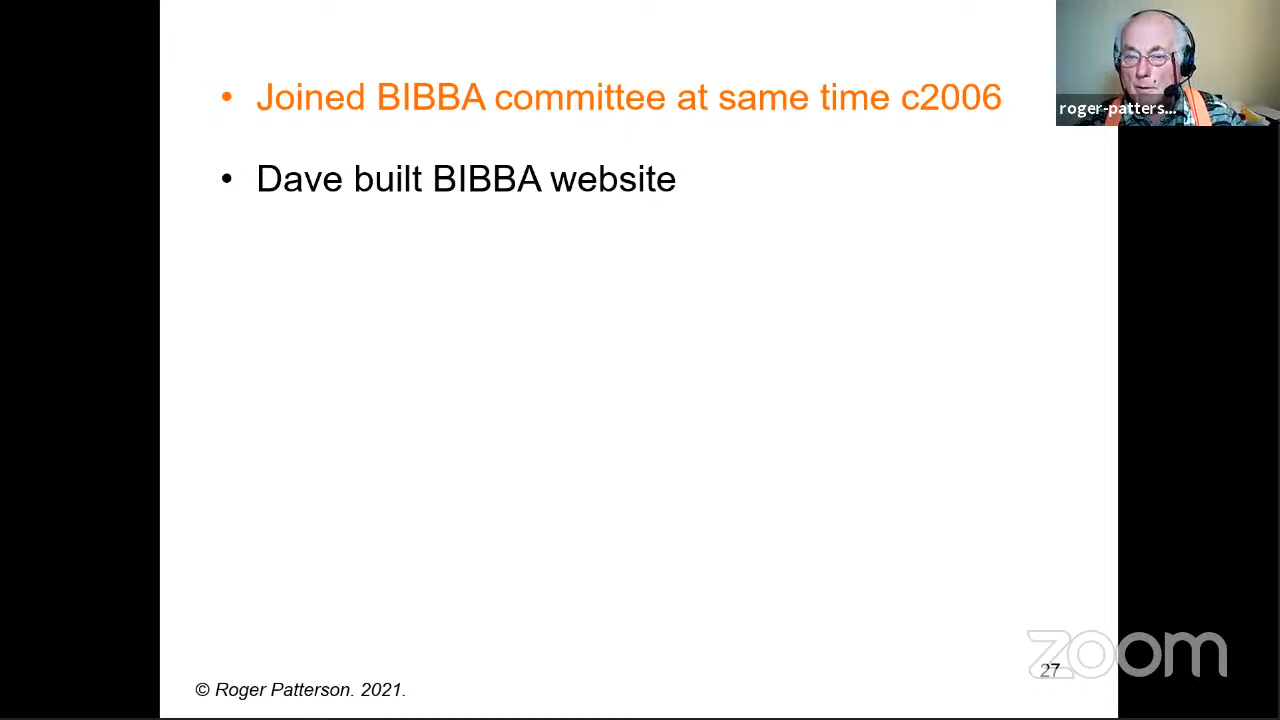 • Joined BIBBA committee at same time c2006
roger-patters...
• Dave built BIBBA website
zoom
27
© Roger Patterson. 2021.